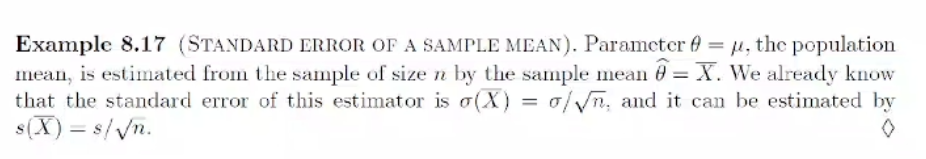 Example 8.17 (STANDARD ERROR OF A SAMPLE MEAN). Parameter θ = μ, the population
mean, is estimated from the sample of size n by the sample mean θ̂ = X̅. We already know
that the standard error of this estimator is σ(X̅) = σ/√n, and it can be estimated by
s(X̅) = s/√n. ◊